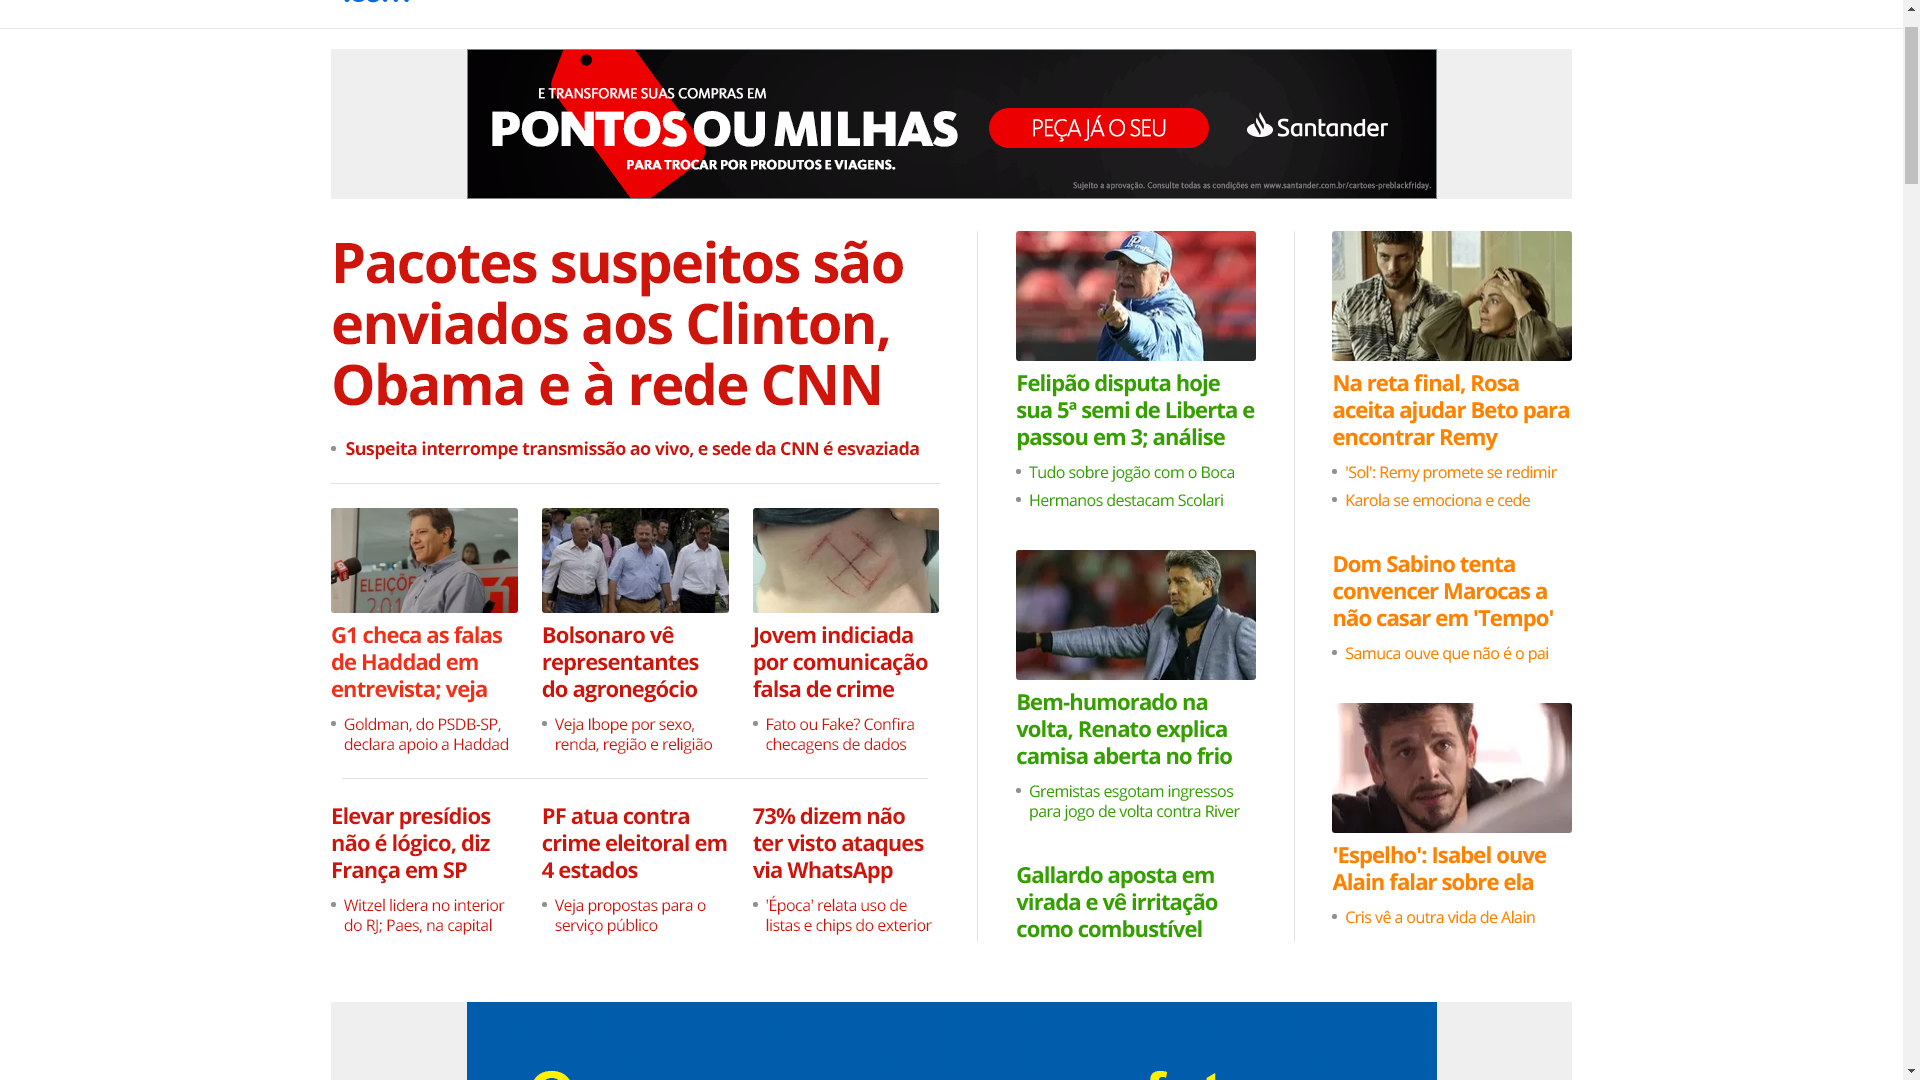 E TRANSFORME SUAS COMPRAS EM
PONTOS OU MILHAS
PARA TROCAR POR PRODUTOS E VIAGENS.
PEÇA JÁ O SEU
Santander
Sujeito a aprovação. Consulte todas as condições em www.santander.com.br/cartoes-preblackfriday.
Pacotes suspeitos são
enviados aos Clinton,
Obama e à rede CNN
Suspeita interrompe transmissão ao vivo, e sede da CNN é esvaziada
ELEIÇÕES
G1
G1 checa as falas
de Haddad em
entrevista; veja
Goldman, do PSDB-SP,
declara apoio a Haddad
Bolsonaro vê
representantes
do agronegócio
Veja Ibope por sexo,
renda, região e religião
Jovem indiciada
por comunicação
falsa de crime
Fato ou Fake? Confira
checagens de dados
Elevar presídios
não é lógico, diz
França em SP
Witzel lidera no interior
do RJ; Paes, na capital
PF atua contra
crime eleitoral em
4 estados
Veja propostas para o
serviço público
73% dizem não
ter visto ataques
via WhatsApp
'Época' relata uso de
listas e chips do exterior
Felipão disputa hoje
sua 5ª semi de Liberta e
passou em 3; análise
Tudo sobre jogão com o Boca
Hermanos destacam Scolari
Bem-humorado na
volta, Renato explica
camisa aberta no frio
Gremistas esgotam ingressos
para jogo de volta contra River
Gallardo aposta em
virada e vê irritação
como combustível
Na reta final, Rosa
aceita ajudar Beto para
encontrar Remy
'Sol': Remy promete se redimir
Karola se emociona e cede
Dom Sabino tenta
convencer Marocas a
não casar em 'Tempo'
Samuca ouve que não é o pai
'Espelho': Isabel ouve
Alain falar sobre ela
Cris vê a outra vida de Alain